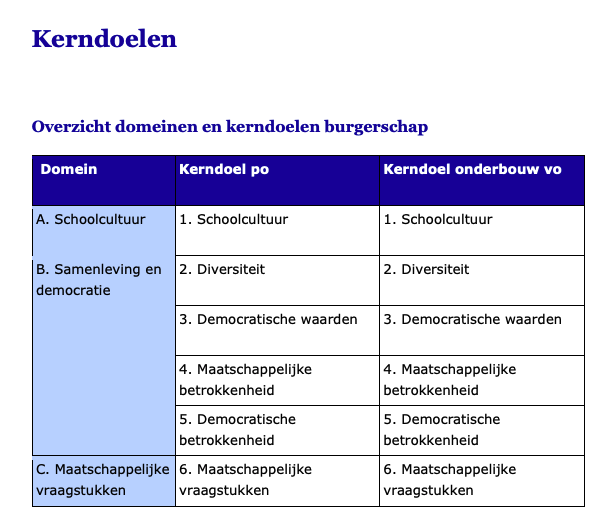 Kerndoelen
Overzicht domeinen en kerndoelen burgerschap
Domein Kerndoel po Kerndoel onderbouw vo
A. Schoolcultuur 1. Schoolcultuur 1. Schoolcultuur
B. Samenleving en 2. Diversiteit 2. Diversiteit
democratie
3. Democratische waarden 3. Democratische waarden
4. Maatschappelijke 4. Maatschappelijke
betrokkenheid betrokkenheid
5. Democratische 5. Democratische
betrokkenheid betrokkenheid
C. Maatschappelijke 6. Maatschappelijke 6. Maatschappelijke
vraagstukken vraagstukken vraagstukken